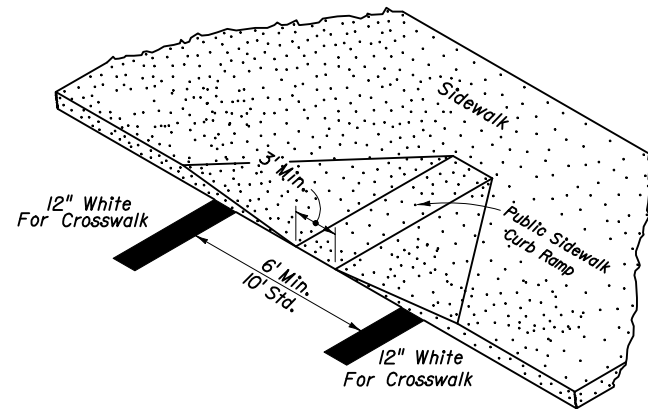 Sidewalk
3' Min.
12" White
For Crosswalk
Public Sidewalk
Curb Ramp
6' Min.
10' Std.
12" White
For Crosswalk